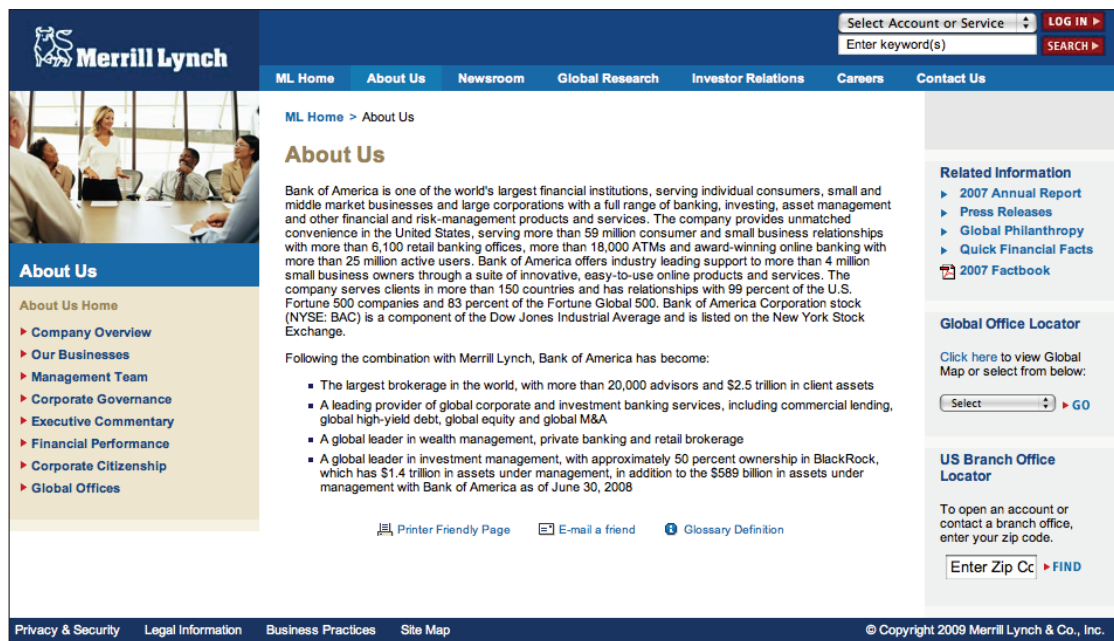 Merrill Lynch
Select Account or Service
LOG IN
Enter keyword(s)
SEARCH
ML Home About Us Newsroom Global Research Investor Relations Careers Contact Us
ML Home > About Us
About Us
Bank of America is one of the world's largest financial institutions, serving individual consumers, small and
middle market businesses and large corporations with a full range of banking, investing, asset management
and other financial and risk-management products and services. The company provides unmatched
convenience in the United States, serving more than 59 million consumer and small business relationships
with more than 6,100 retail banking offices, more than 18,000 ATMs and award-winning online banking with
more than 25 million active users. Bank of America offers industry leading support to more than 4 million
small business owners through a suite of innovative, easy-to-use online products and services. The
company serves clients in more than 150 countries and has relationships with 99 percent of the U.S.
Fortune 500 companies and 83 percent of the Fortune Global 500. Bank of America Corporation stock
(NYSE: BAC) is a component of the Dow Jones Industrial Average and is listed on the New York Stock
Exchange.
Following the combination with Merrill Lynch, Bank of America has become:
The largest brokerage in the world, with more than 20,000 advisors and $2.5 trillion in client assets
A leading provider of global corporate and investment banking services, including commercial lending,
global high-yield debt, global equity and global M&A
A global leader in wealth management, private banking and retail brokerage
A global leader in investment management, with approximately 50 percent ownership in BlackRock,
which has $1.4 trillion in assets under management, in addition to the $589 billion in assets under
management with Bank of America as of June 30, 2008
Printer Friendly Page E-mail a friend Glossary Definition
About Us
About Us Home
Company Overview
Our Businesses
Management Team
Corporate Governance
Executive Commentary
Financial Performance
Corporate Citizenship
Global Offices
Related Information
2007 Annual Report
Press Releases
Global Philanthropy
Quick Financial Facts
2007 Factbook
Global Office Locator
Click here to view Global
Map or select from below:
Select GO
US Branch Office
Locator
To open an account or
contact a branch office,
enter your zip code.
Enter Zip Cc FIND
Privacy & Security Legal Information Business Practices Site Map
© Copyright 2009 Merrill Lynch & Co., Inc.